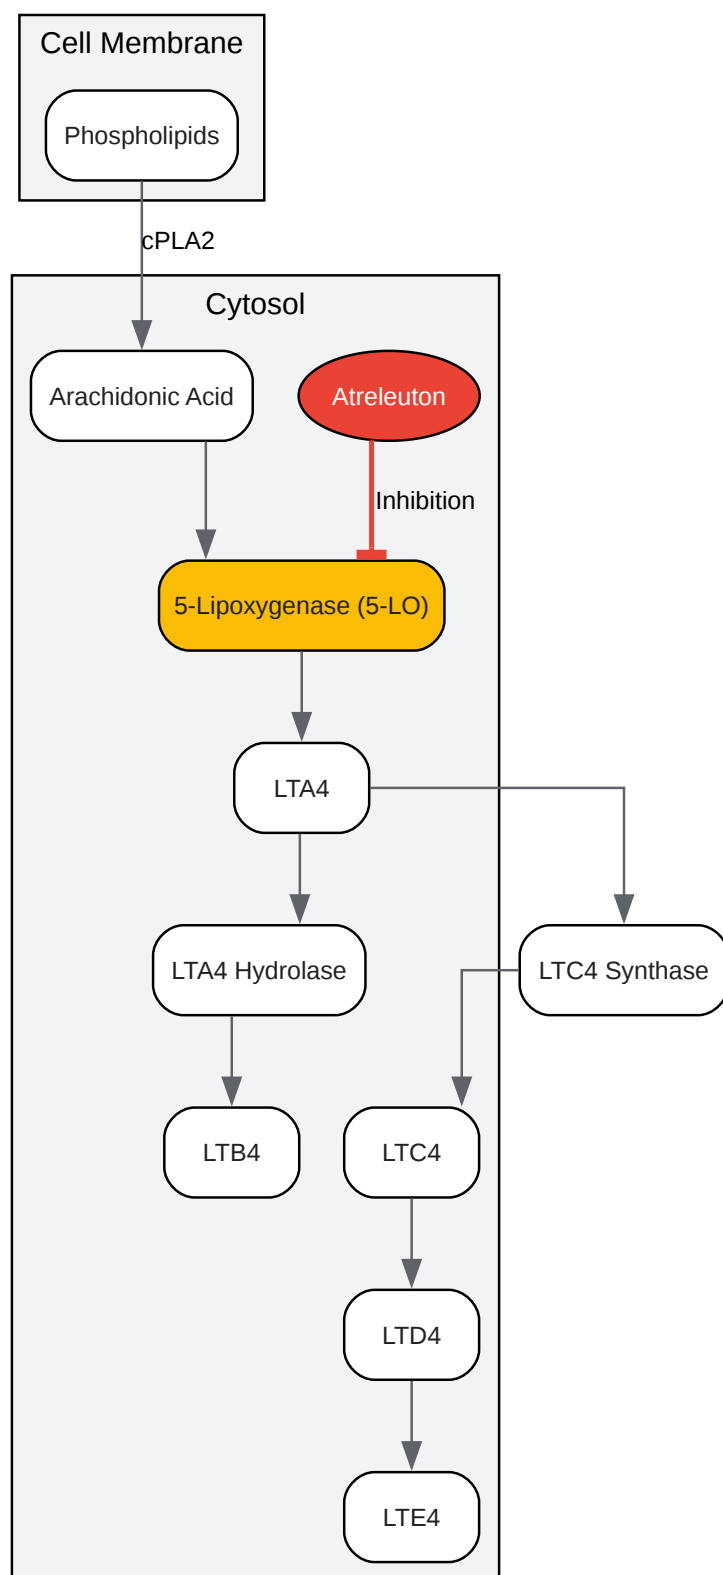 Cell Membrane
Phospholipids
cPLA2
Cytosol
Arachidonic Acid
Atreleuton
Inhibition
5-Lipoxygenase (5-LO)
LTA4
LTA4 Hydrolase
LTC4 Synthase
LTB4
LTC4
LTD4
LTE4